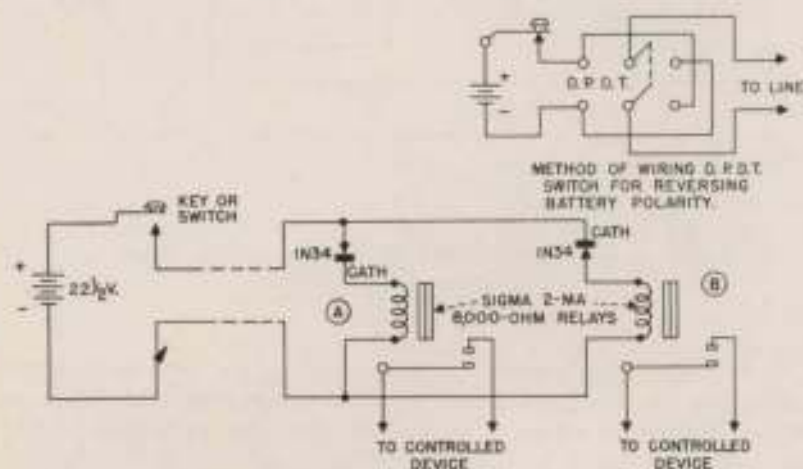 +
-
D. P. D. T.
TO LINE
METHOD OF WIRING D. P. D. T.
SWITCH FOR REVERSING
BATTERY POLARITY.
KEY OR
SWITCH
+
-
22½V.
1N34
CATH
A
SIGMA 2-MA
8,000-OHM RELAYS
CATH
1N34
B
TO CONTROLLED
DEVICE
TO CONTROLLED
DEVICE